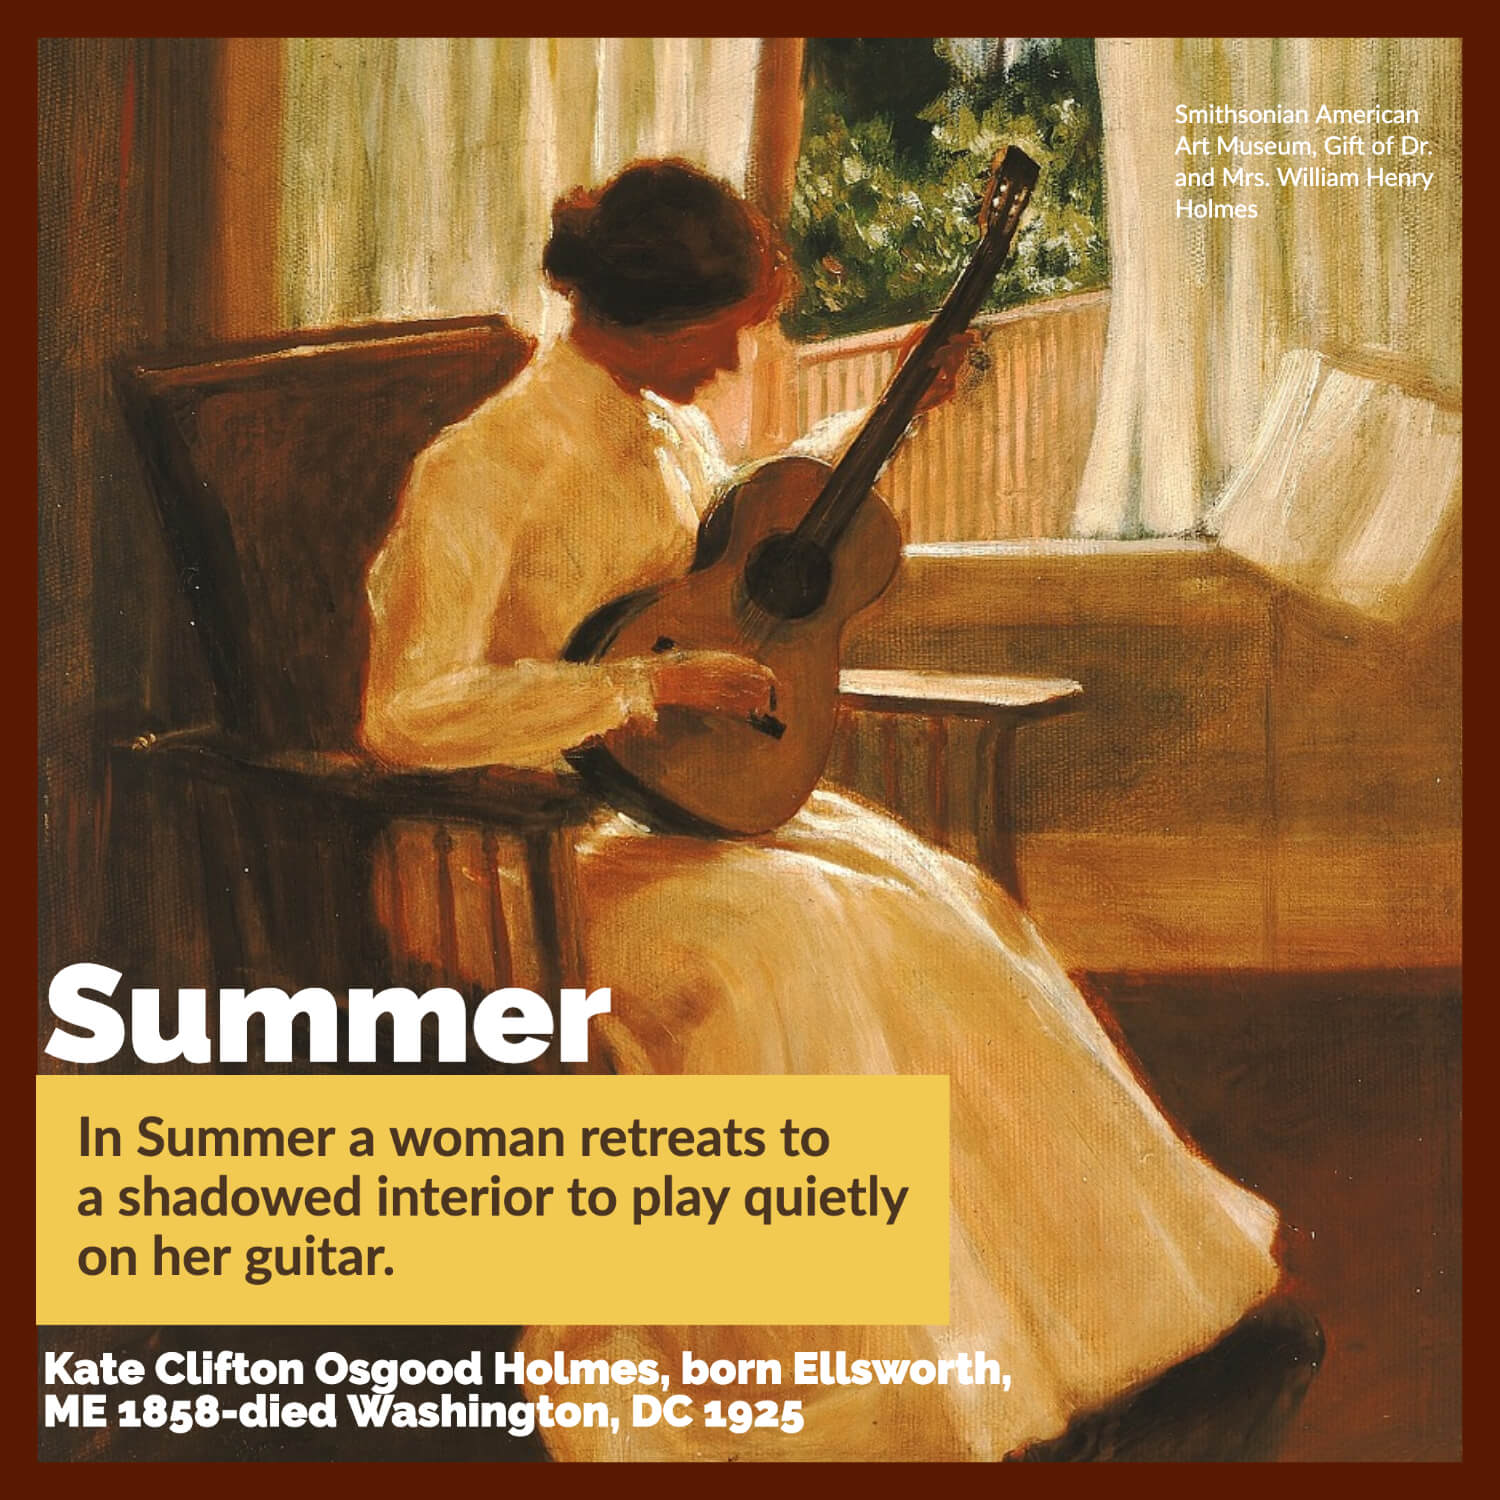 Smithsonian American
Art Museum, Gift of Dr.
and Mrs. William Henry
Holmes
Summer
In Summer a woman retreats to
a shadowed interior to play quietly
on her guitar.
Kate Clifton Osgood Holmes, born Ellsworth,
ME 1858-died Washington, DC 1925